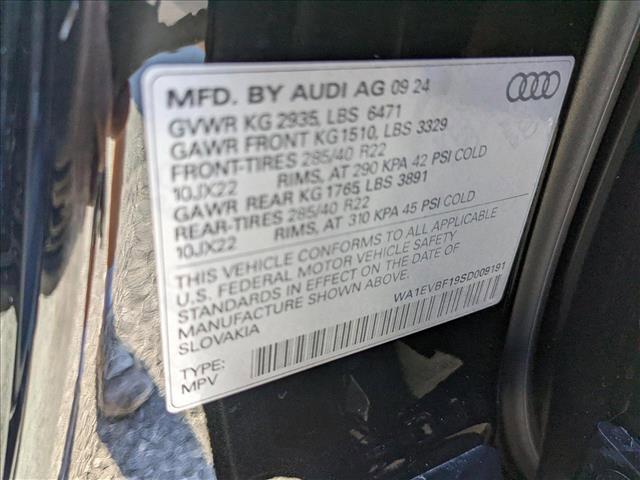 MFD. BY AUDI AG 09 24
GVWR KG 2935, LBS 6471
GAWR FRONT KG1510, LBS 3329
FRONT-TIRES 285/40 R22
10JX22 RIMS, AT 290 KPA 42 PSI COLD
GAWR REAR KG 1765, LBS 3891
REAR-TIRES 285/40 R22
10JX22 RIMS, AT 310 KPA 45 PSI COLD
THIS VEHICLE CONFORMS TO ALL APPLICABLE
U.S. FEDERAL MOTOR VEHICLE SAFETY
STANDARDS IN EFFECT ON THE DATE OF
MANUFACTURE SHOWN ABOVE.
SLOVAKIA
WA1EVBF19SD009191
TYPE:
MPV